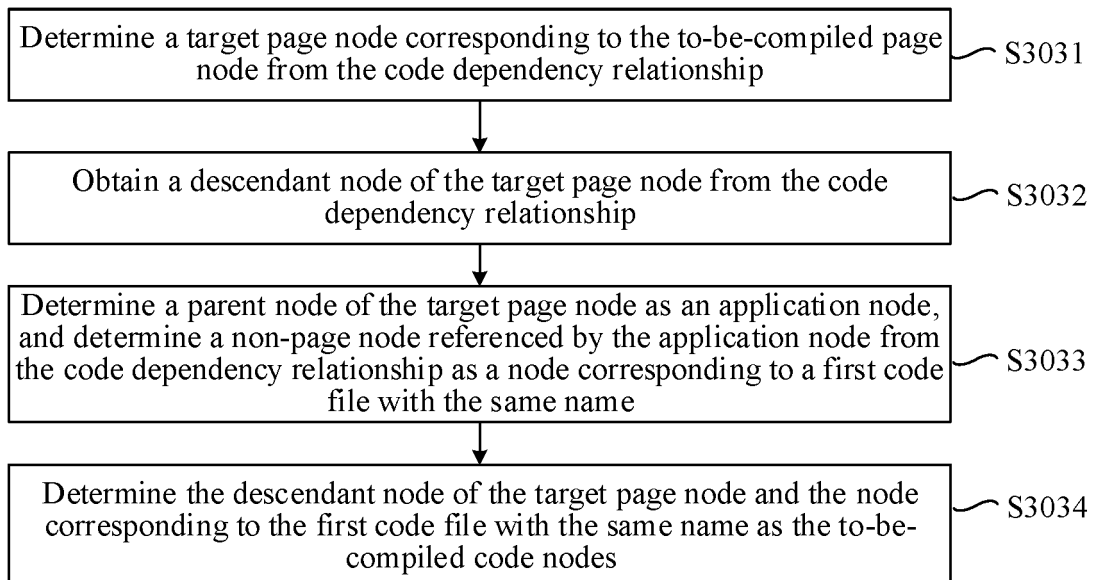 Determine a target page node corresponding to the to-be-compiled page
node from the code dependency relationship
S3031
Obtain a descendant node of the target page node from the code
dependency relationship
S3032
Determine a parent node of the target page node as an application node,
and determine a non-page node referenced by the application node from
the code dependency relationship as a node corresponding to a first code
file with the same name
S3033
Determine the descendant node of the target page node and the node
corresponding to the first code file with the same name as the to-be-
compiled code nodes
S3034